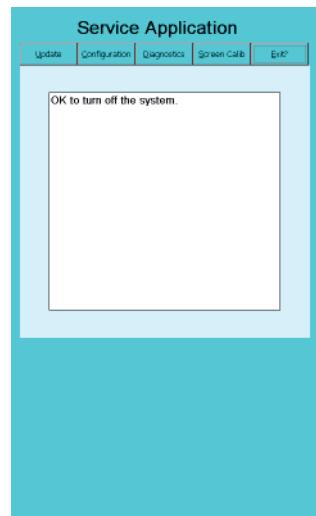 Service Application
Update Configuration Diagnostics Screen Calib Exit?
OK to turn off the system.